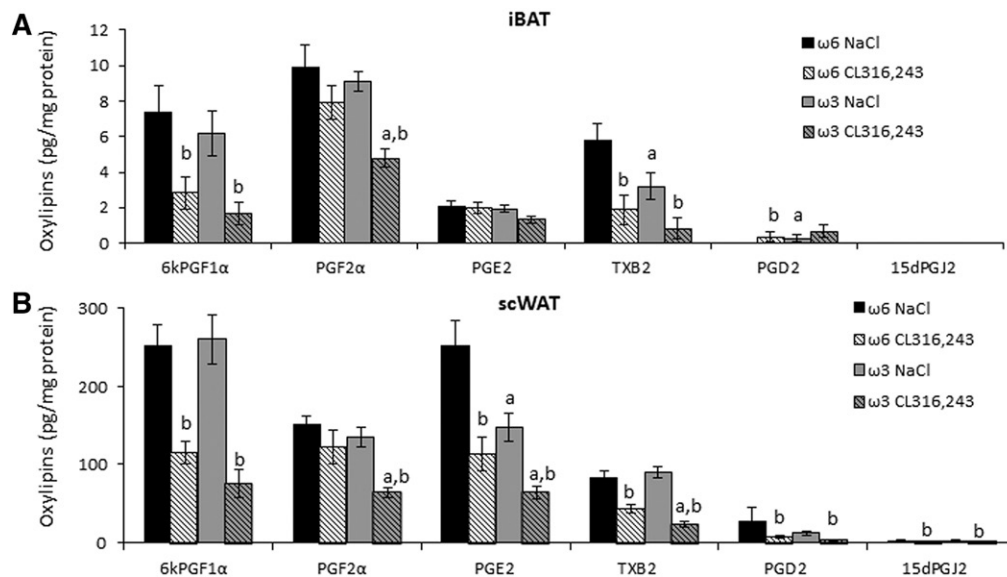 A
iBAT
Oxylipins (pg/mg protein)
12
10
8
6
4
2
0
ω6 NaCl
ω6 CL316,243
ω3 NaCl
ω3 CL316,243
b
b
a,b
b
a
b
b
a
6kPGF1α
PGF2α
PGE2
TXB2
PGD2
15dPGJ2
B
scWAT
Oxylipins (pg/mg protein)
300
200
100
0
ω6 NaCl
ω6 CL316,243
ω3 NaCl
ω3 CL316,243
b
b
a,b
b
a
a,b
b
a,b
b
b
b
b
6kPGF1α
PGF2α
PGE2
TXB2
PGD2
15dPGJ2